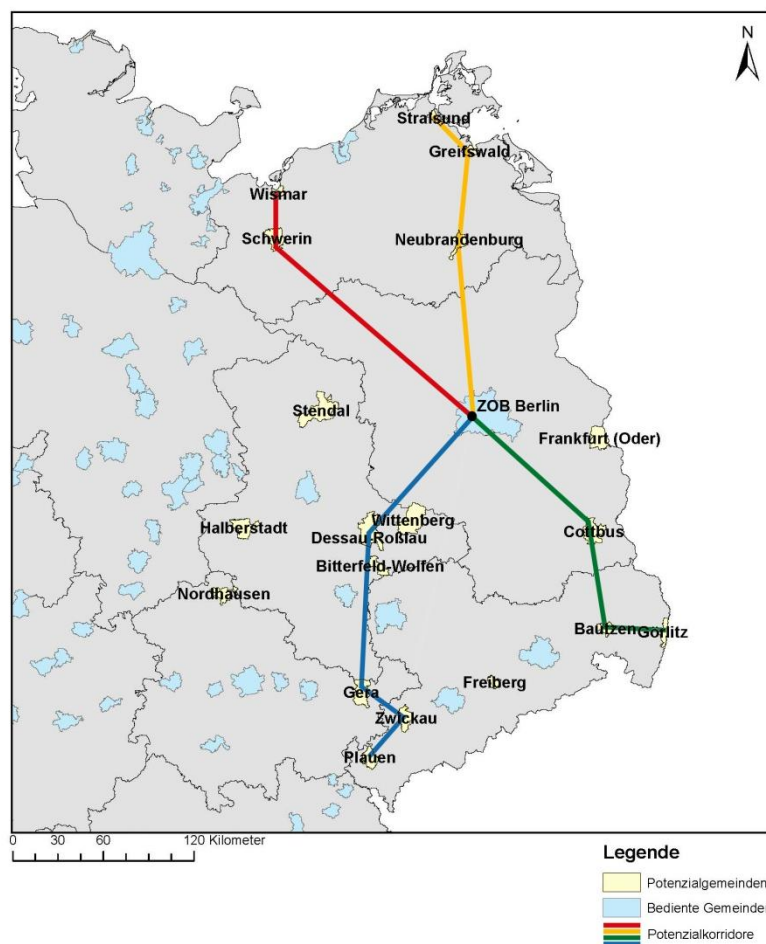 N
Stralsund
Greifswald
Wismar
Schwerin
Neubrandenburg
ZOB Berlin
Stendal
Frankfurt (Oder)
Halberstadt
Wittenberg
Dessau-Roßlau
Cottbus
Bitterfeld-Wolfen
Nordhausen
Bautzen
Görlitz
Gera
Freiberg
Zwickau
Plauen
0 30 60 120 Kilometer
Legende
Potenzialgemeinden
Bediente Gemeinden
Potenzialkorridore